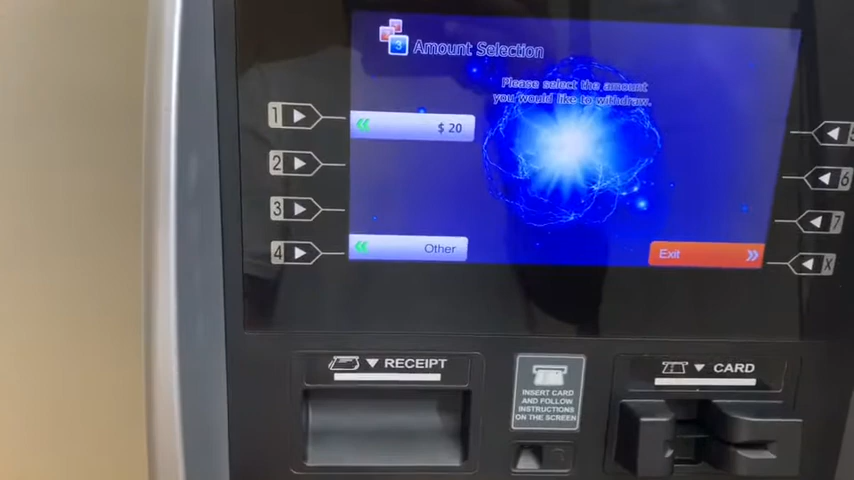 3 Amount Selection
Please select the amount
you would like to withdraw.
1
$ 20
2
6
3
7
4
Other
Exit
X
RECEIPT
INSERT CARD
AND FOLLOW
INSTRUCTIONS
ON THE SCREEN
CARD